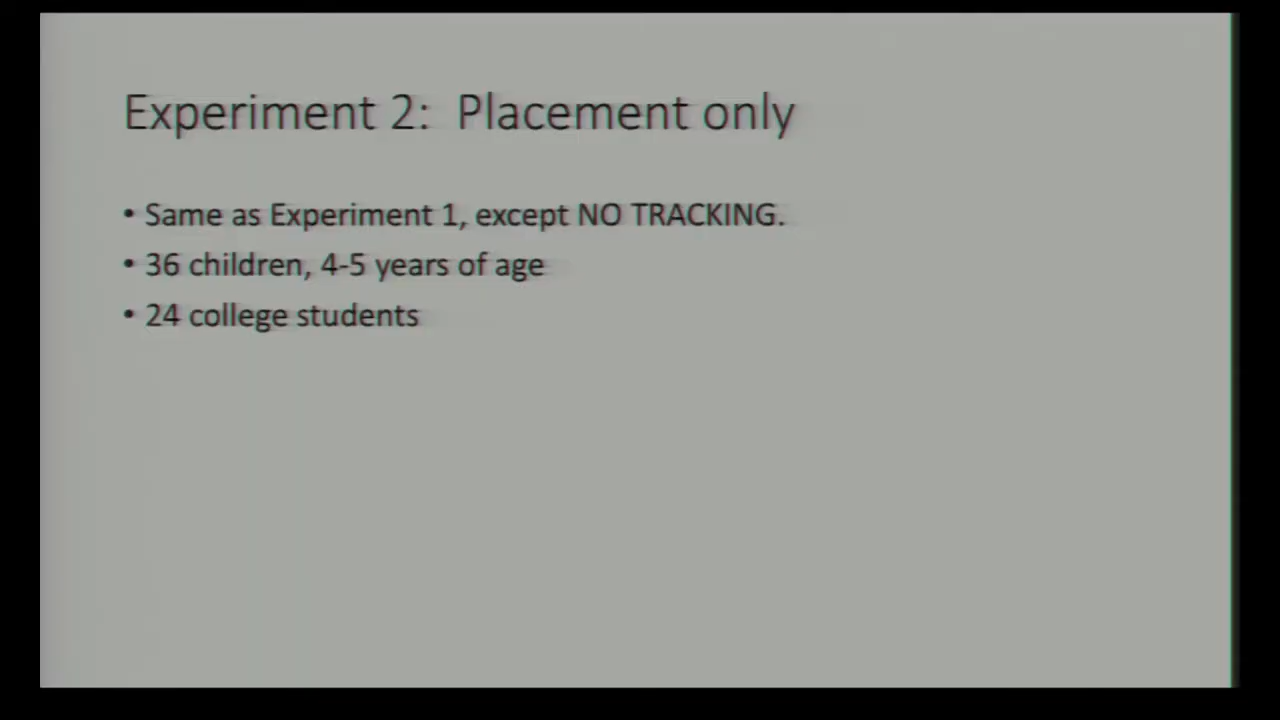 Experiment 2: Placement only
• Same as Experiment 1, except NO TRACKING.
• 36 children, 4-5 years of age
• 24 college students